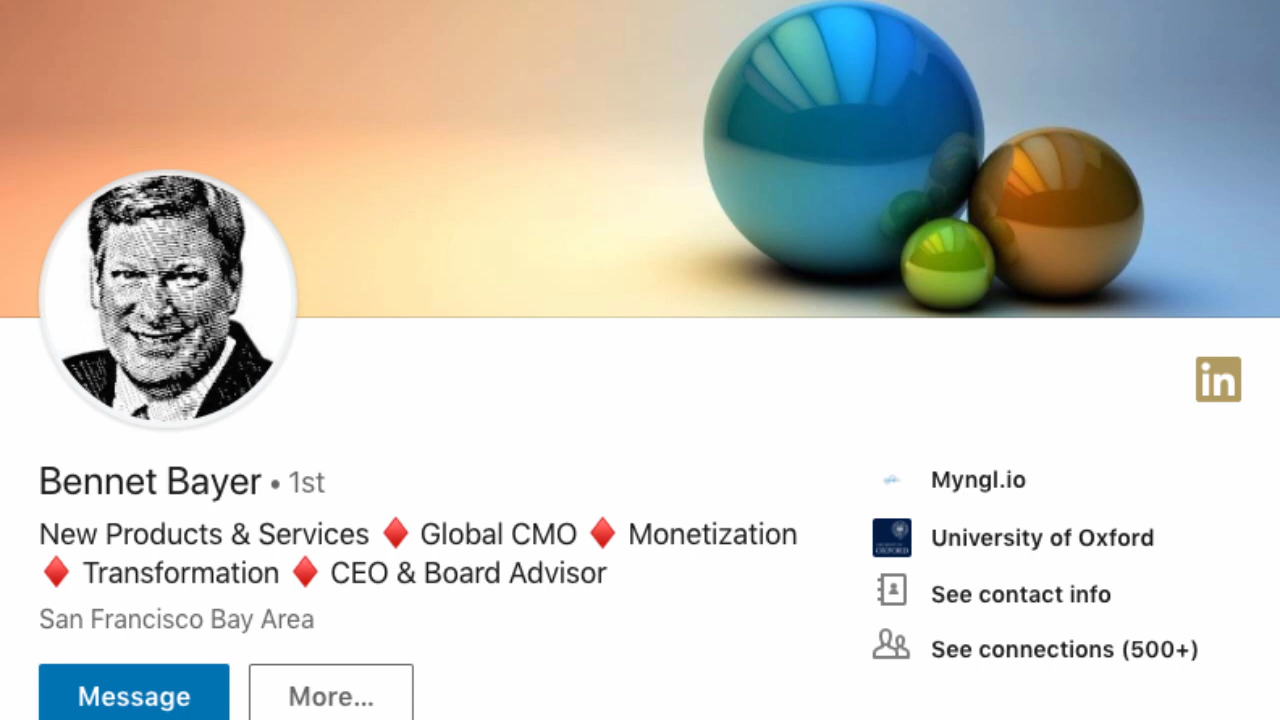 in
Bennet Bayer • 1st
New Products & Services ♦ Global CMO ♦ Monetization
♦ Transformation ♦ CEO & Board Advisor
San Francisco Bay Area
Message
More...
Myngl.io
OXFORD
University of Oxford
See contact info
See connections (500+)